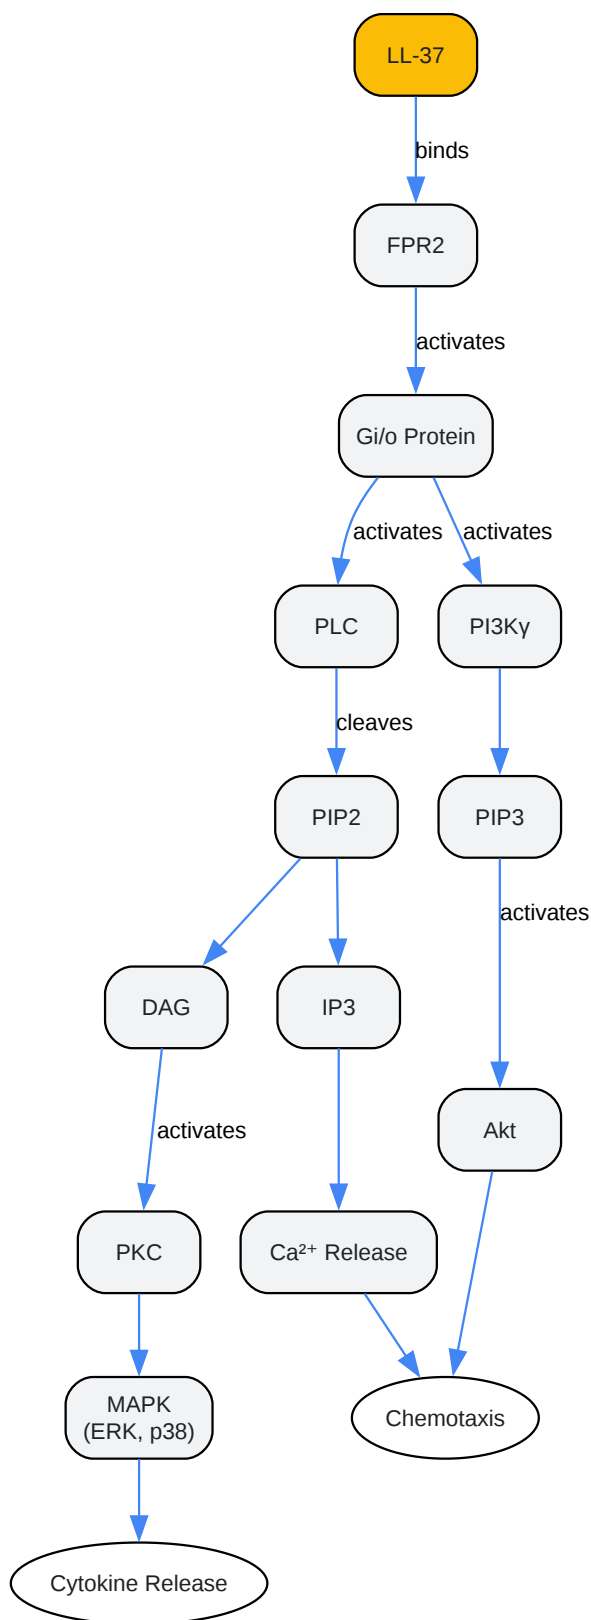 LL-37
binds
FPR2
activates
Gi/o Protein
activates
activates
PLC
PI3Kγ
cleaves
PIP2
PIP3
activates
DAG
IP3
activates
Akt
PKC
Ca²⁺ Release
MAPK
(ERK, p38)
Chemotaxis
Cytokine Release